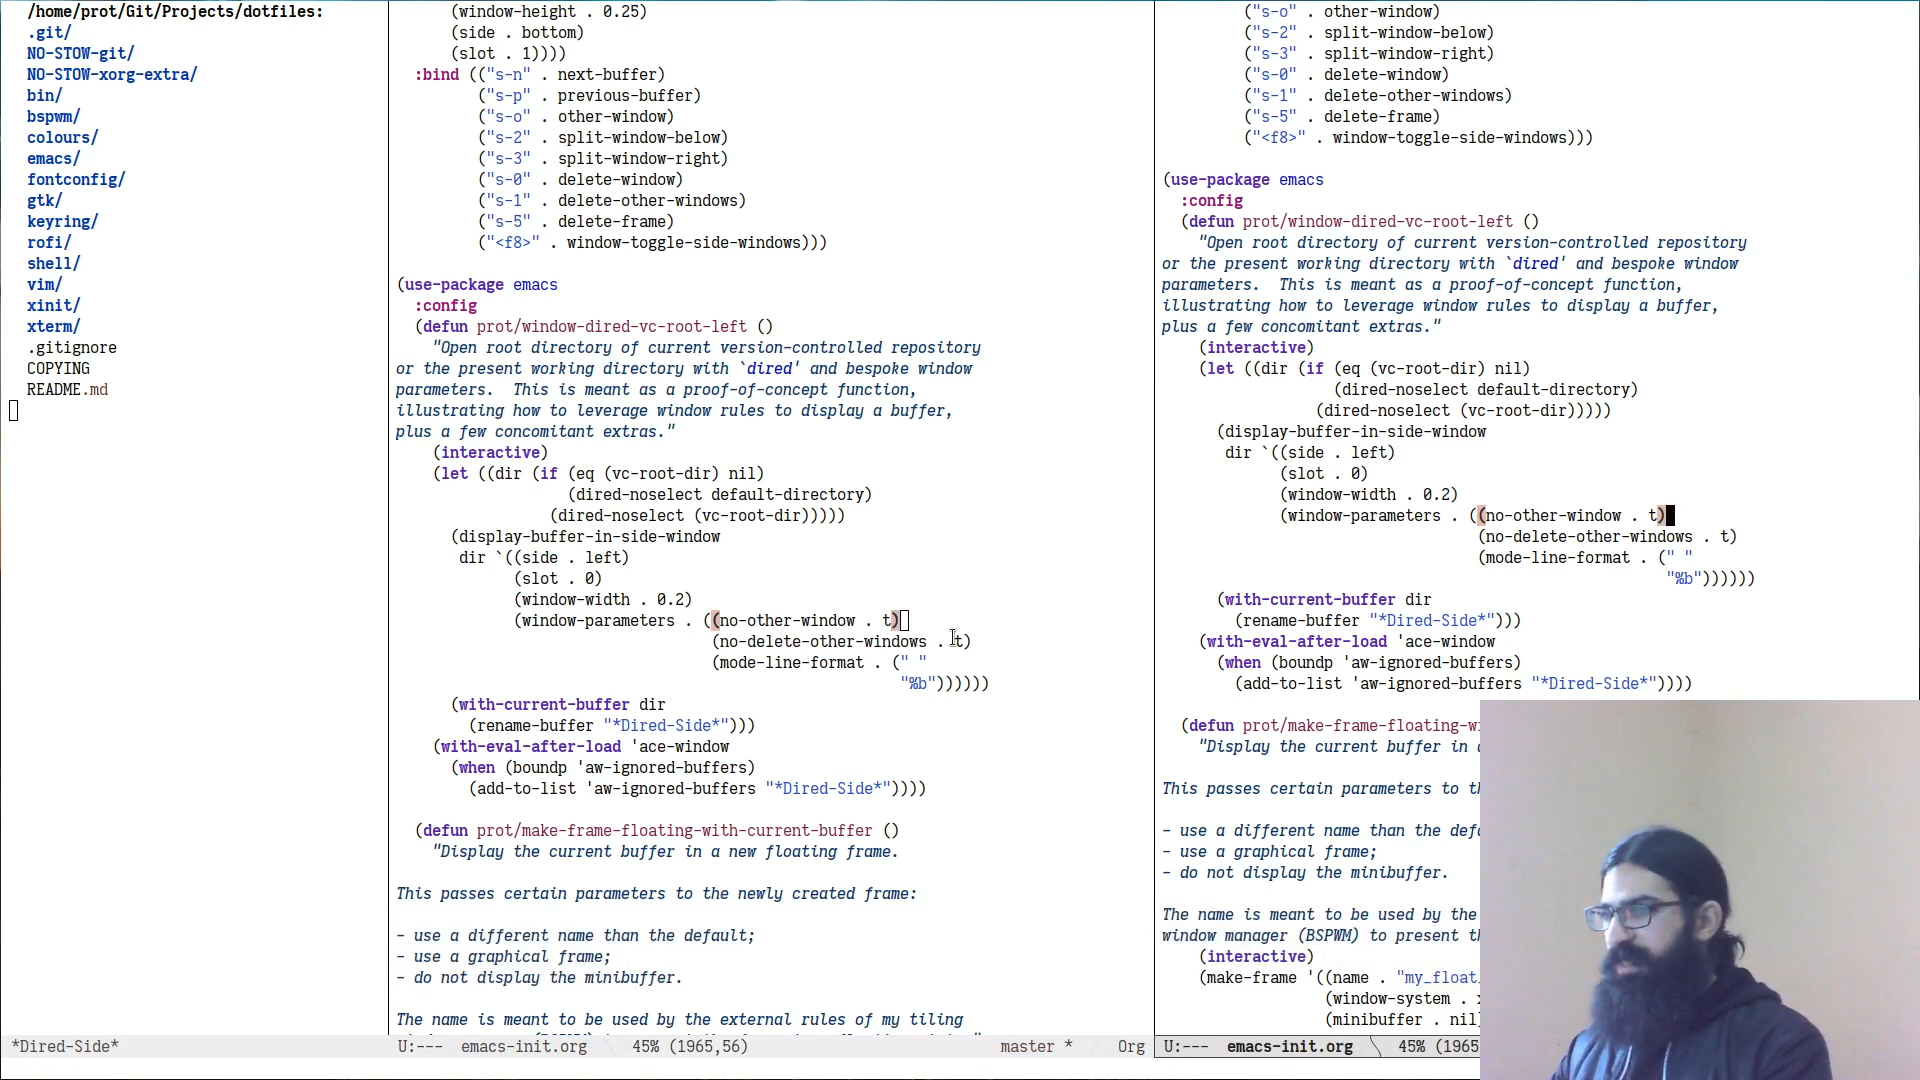 /home/prot/Git/Projects/dotfiles:
.git/
NO-STOW-git/
NO-STOW-xorg-extra/
bin/
bspwm/
colours/
emacs/
fontconfig/
gtk/
keyring/
rofi/
shell/
vim/
xinit/
xterm/
.gitignore
COPYING
README.md
*Dired-Side*
(window-height . 0.25)
(side . bottom)
(slot . 1))))
:bind (("s-n" . next-buffer)
("s-p" . previous-buffer)
("s-o" . other-window)
("s-2" . split-window-below)
("s-3" . split-window-right)
("s-0" . delete-window)
("s-1" . delete-other-windows)
("s-5" . delete-frame)
("<f8>" . window-toggle-side-windows)))
(use-package emacs
:config
(defun prot/window-dired-vc-root-left ()
"Open root directory of current version-controlled repository
or the present working directory with `dired' and bespoke window
parameters.  This is meant as a proof-of-concept function,
illustrating how to leverage window rules to display a buffer,
plus a few concomitant extras."
(interactive)
(let ((dir (if (eq (vc-root-dir) nil)
(dired-noselect default-directory)
(dired-noselect (vc-root-dir)))))
(display-buffer-in-side-window
dir `((side . left)
(slot . 0)
(window-width . 0.2)
(window-parameters . ((no-other-window . t)
(no-delete-other-windows . t)
(mode-line-format . (" "
"%b"))))))
(with-current-buffer dir
(rename-buffer "*Dired-Side*")))
(with-eval-after-load 'ace-window
(when (boundp 'aw-ignored-buffers)
(add-to-list 'aw-ignored-buffers "*Dired-Side*"))))
(defun prot/make-frame-floating-with-current-buffer ()
"Display the current buffer in a new floating frame.
This passes certain parameters to the newly created frame:
- use a different name than the default;
- use a graphical frame;
- do not display the minibuffer.
The name is meant to be used by the external rules of my tiling
U:--- emacs-init.org 45% (1965,56) master * Org
("s-o" . other-window)
("s-2" . split-window-below)
("s-3" . split-window-right)
("s-0" . delete-window)
("s-1" . delete-other-windows)
("s-5" . delete-frame)
("<f8>" . window-toggle-side-windows)))
(use-package emacs
:config
(defun prot/window-dired-vc-root-left ()
"Open root directory of current version-controlled repository
or the present working directory with `dired' and bespoke window
parameters.  This is meant as a proof-of-concept function,
illustrating how to leverage window rules to display a buffer,
plus a few concomitant extras."
(interactive)
(let ((dir (if (eq (vc-root-dir) nil)
(dired-noselect default-directory)
(dired-noselect (vc-root-dir)))))
(display-buffer-in-side-window
dir `((side . left)
(slot . 0)
(window-width . 0.2)
(window-parameters . ((no-other-window . t)
(no-delete-other-windows . t)
(mode-line-format . (" "
"%b"))))))
(with-current-buffer dir
(rename-buffer "*Dired-Side*")))
(with-eval-after-load 'ace-window
(when (boundp 'aw-ignored-buffers)
(add-to-list 'aw-ignored-buffers "*Dired-Side*"))))
(defun prot/make-frame-floating-w
"Display the current buffer in
This passes certain parameters to
- use a different name than the
- use a graphical frame;
- do not display the minibuffer.
The name is meant to be used by the
window manager (BSPWM) to present
(interactive)
(make-frame '((name . "my_float
(window-system .
(minibuffer . nil
U:--- emacs-init.org 45% (1965